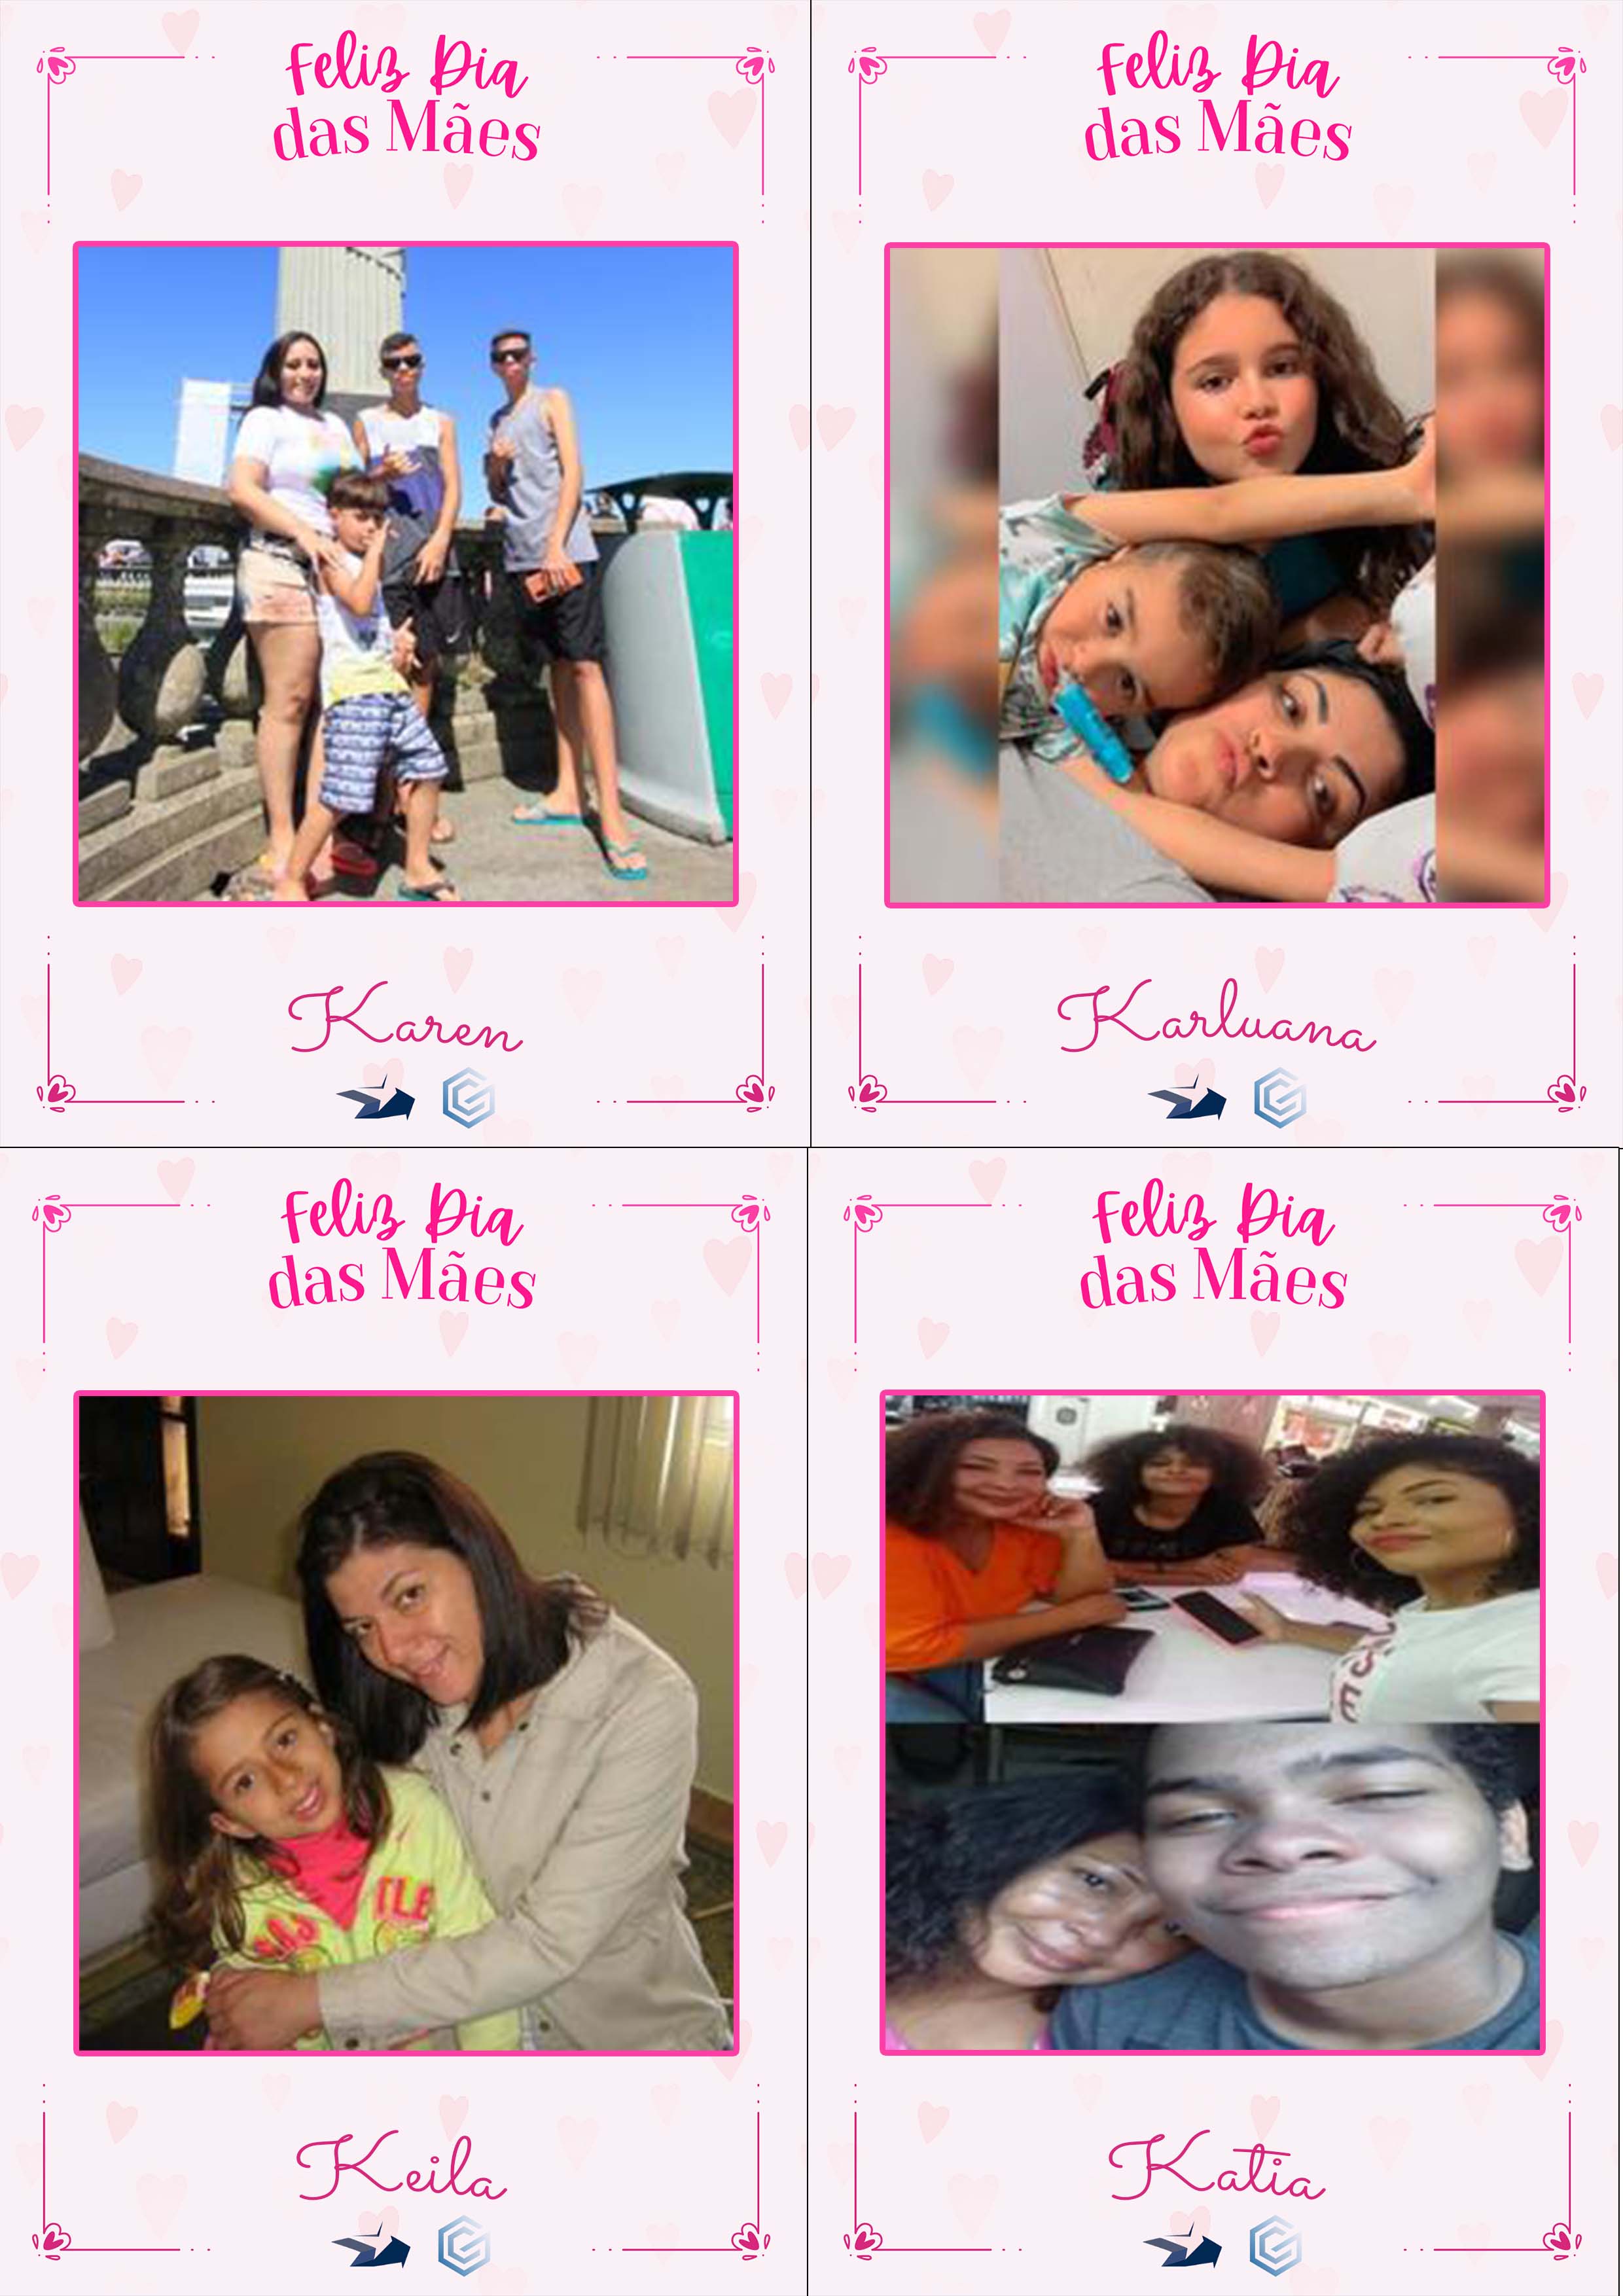 Feliz Dia
das Mães
Karen
Feliz Dia
das Mães
Karluana
Feliz Dia
das Mães
TLE
Keila
Feliz Dia
das Mães
Katia